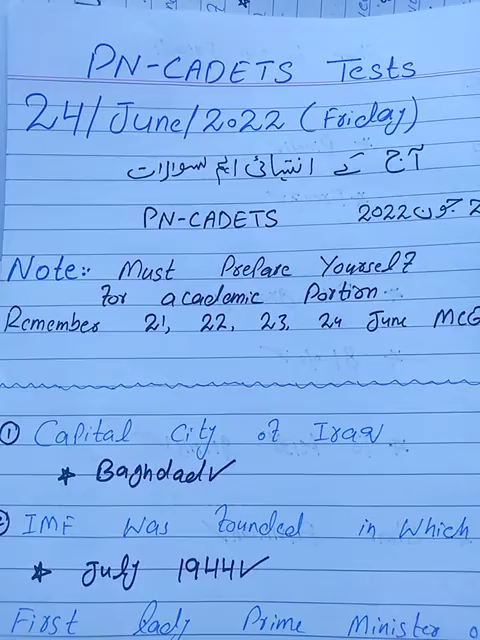 PN-CADETS Tests
24/June/2022 (Friday)
آج کے انتہائی اہم سوالات
PN-CADETS جون 2022
Note:- Must Prepare Yourself
for academic Portion.
Remember 21, 22, 23, 24 June
① Capital City of Iraq
* Baghdad✓
IMF Was founded in Which
* July 1944✓
First lady Prime Minister